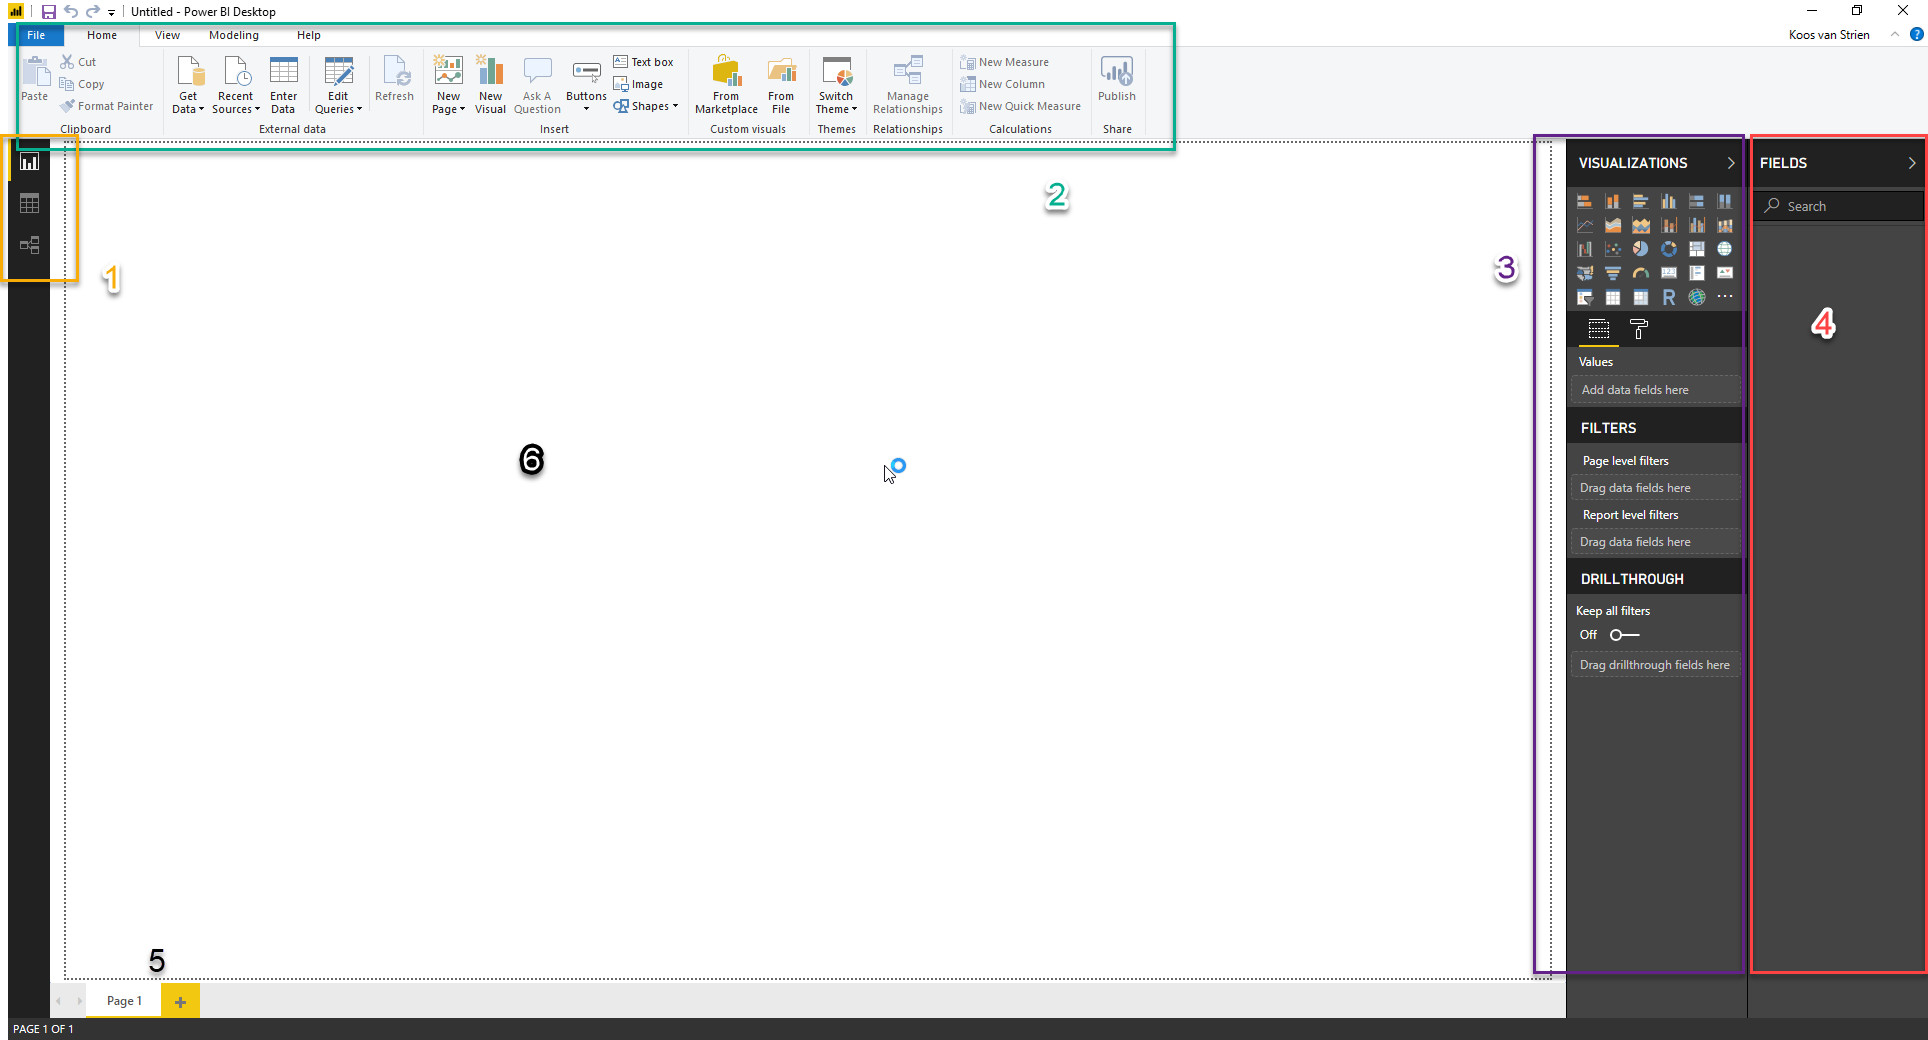 Untitled - Power BI Desktop
File Home View Modeling Help
Koos van Strien
?
Paste
Cut
Copy
Format Painter
Clipboard
Get Data
Recent Sources
Enter Data
Edit Queries
Refresh
External data
New Page
New Visual
Ask A Question
Buttons
Text box
Image
Shapes
Insert
From Marketplace
From File
Custom visuals
Switch Theme
Themes
Manage Relationships
Relationships
New Measure
New Column
New Quick Measure
Calculations
Publish
Share
1
2
3
4
5
6
VISUALIZATIONS
R
Values
Add data fields here
FILTERS
Page level filters
Drag data fields here
Report level filters
Drag data fields here
DRILLTHROUGH
Keep all filters
Off
Drag drillthrough fields here
FIELDS
Search
Page 1
PAGE 1 OF 1